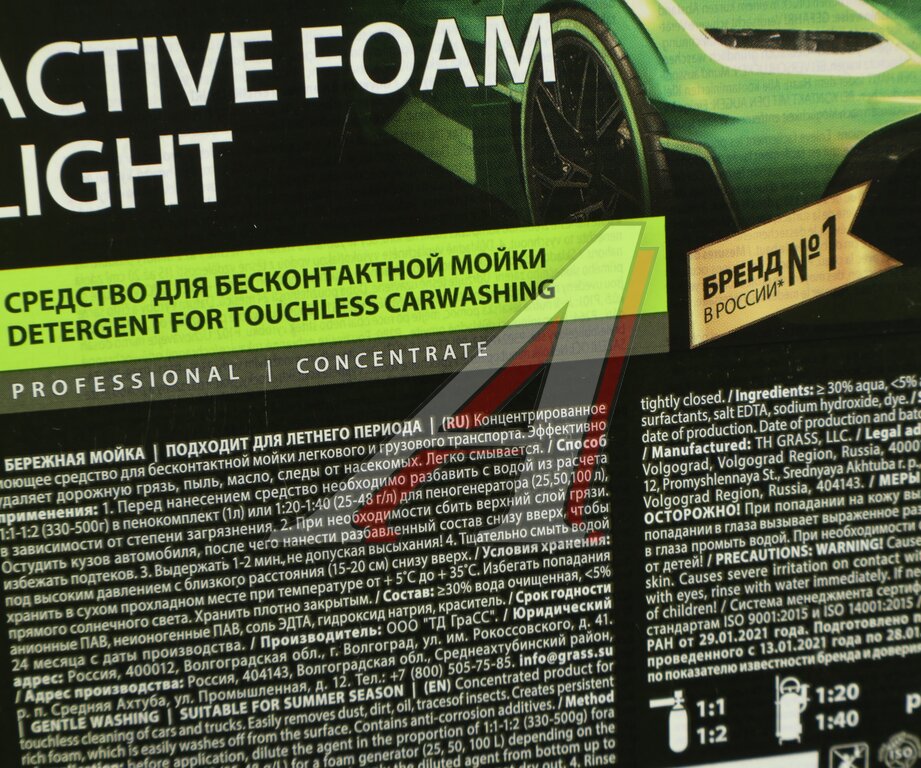 ACTIVE FOAM
LIGHT
СРЕДСТВО ДЛЯ БЕСКОНТАКТНОЙ МОЙКИ
DETERGENT FOR TOUCHLESS CARWASHING
PROFESSIONAL | CONCENTRATE
БРЕНД №1
В РОССИИ*
БЕРЕЖНАЯ МОЙКА | ПОДХОДИТ ДЛЯ ЛЕТНЕГО ПЕРИОДА | (RU) Концентрированное
моющее средство для бесконтактной мойки легкового и грузового транспорта. Эффективно
удаляет дорожную грязь, пыль, масло, следы от насекомых. Легко смывается. / Способ
применения: 1. Перед нанесением средство необходимо разбавить с водой из расчета
1:1-1:2 (330-500г) в пенокомплект (1л) или 1:20-1:40 (25-48 г/л) для пеногенератора (25,50,100 л)
в зависимости от степени загрязнения. 2. При необходимости сбить верхний слой грязи.
Остудить кузов автомобиля, после чего нанести разбавленный состав снизу вверх, чтобы
избежать подтеков. 3. Выдержать 1-2 мин, не допуская высыхания! 4. Тщательно смыть водой
под высоким давлением с близкого расстояния (15-20 см) снизу вверх. / Условия хранения:
хранить в сухом прохладном месте при температуре от + 5°С до + 35°С. Избегать попадания
прямого солнечного света. Хранить плотно закрытым. / Состав: ≥30% вода очищенная, <5%
анионные ПАВ, неионогенные ПАВ, соль ЭДТА, гидроксид натрия, краситель. / Срок годности
24 месяца с даты производства. / Производитель: ООО "ТД ГраСС". / Юридический
адрес: Россия, 400012, Волгоградская обл., г. Волгоград, ул. им. Рокоссовского, д. 41.
/ Адрес производства: Россия, 404143, Волгоградская обл., Среднеахтубинский район,
р. п. Средняя Ахтуба, ул. Промышленная, д. 12. Тел.: +7 (800) 505-75-85. info@grass.su
| GENTLE WASHING | SUITABLE FOR SUMMER SEASON | (EN) Concentrated product for
touchless cleaning of cars and trucks. Easily removes dust, dirt, oil, traces of insects. Creates persistent
rich foam, which is easily washes off from the surface. Contains anti-corrosion additives. / Method
before application, dilute the agent in the proportion of 1:1-1:2 (330-500g) for a
for a foam generator (25, 50, 100 L) depending on the
the diluted agent from bottom up to
dry out. 4. Rinse
tightly closed. / Ingredients: ≥ 30% aqua, <5%
surfactants, salt EDTA, sodium hydroxide, dye. /
date of production. Date of production and
/ Manufactured: TH GRASS, LLC. / Legal
Volgograd, Volgograd Region, Russia,
12, Promyshlennaya St., Srednyaya Akhtuba
Volgograd Region, Russia, 404143. /
ОСТОРОЖНО! При попадании на кожу
попадании в глаза вызывает выраженное
в глаза промыть водой. При необходимости
от детей! / PRECAUTIONS: WARNING!
skin. Causes severe irritation on contact
with eyes, rinse with water immediately. If
of children! / Система менеджмента
стандартам ISO 9001:2015 и ISO 14001:2015
РАН от 29.01.2021 года. Подготовлено
проведенного с 13.01.2021 года по 28.01
по показателю известности бренда и
1:1
1:2
1:20
1:40
ISO